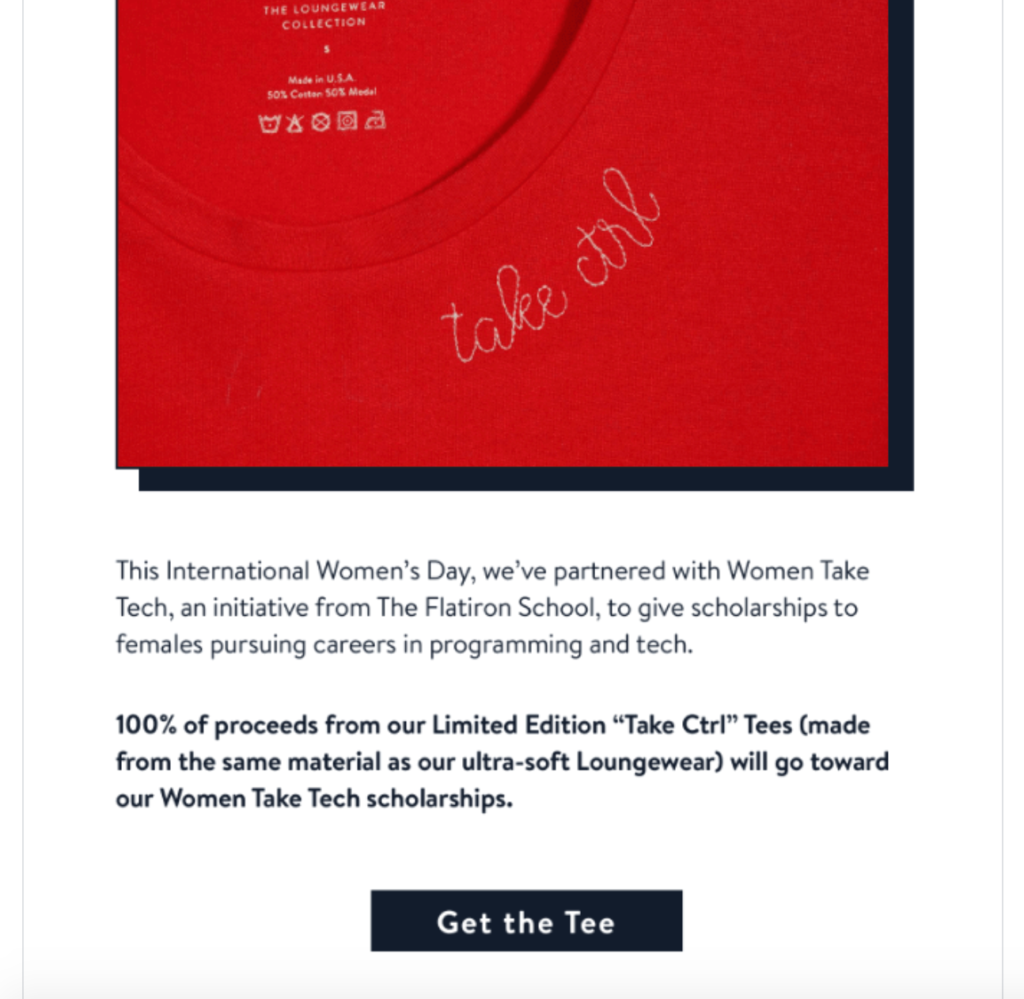 THE LOUNGEWEAR
COLLECTION
S
Made in U.S.A.
50% Cotton 50% Modal
take ctrl
This International Women’s Day, we’ve partnered with Women Take
Tech, an initiative from The Flatiron School, to give scholarships to
females pursuing careers in programming and tech.
100% of proceeds from our Limited Edition “Take Ctrl” Tees (made
from the same material as our ultra-soft Loungewear) will go toward
our Women Take Tech scholarships.
Get the Tee